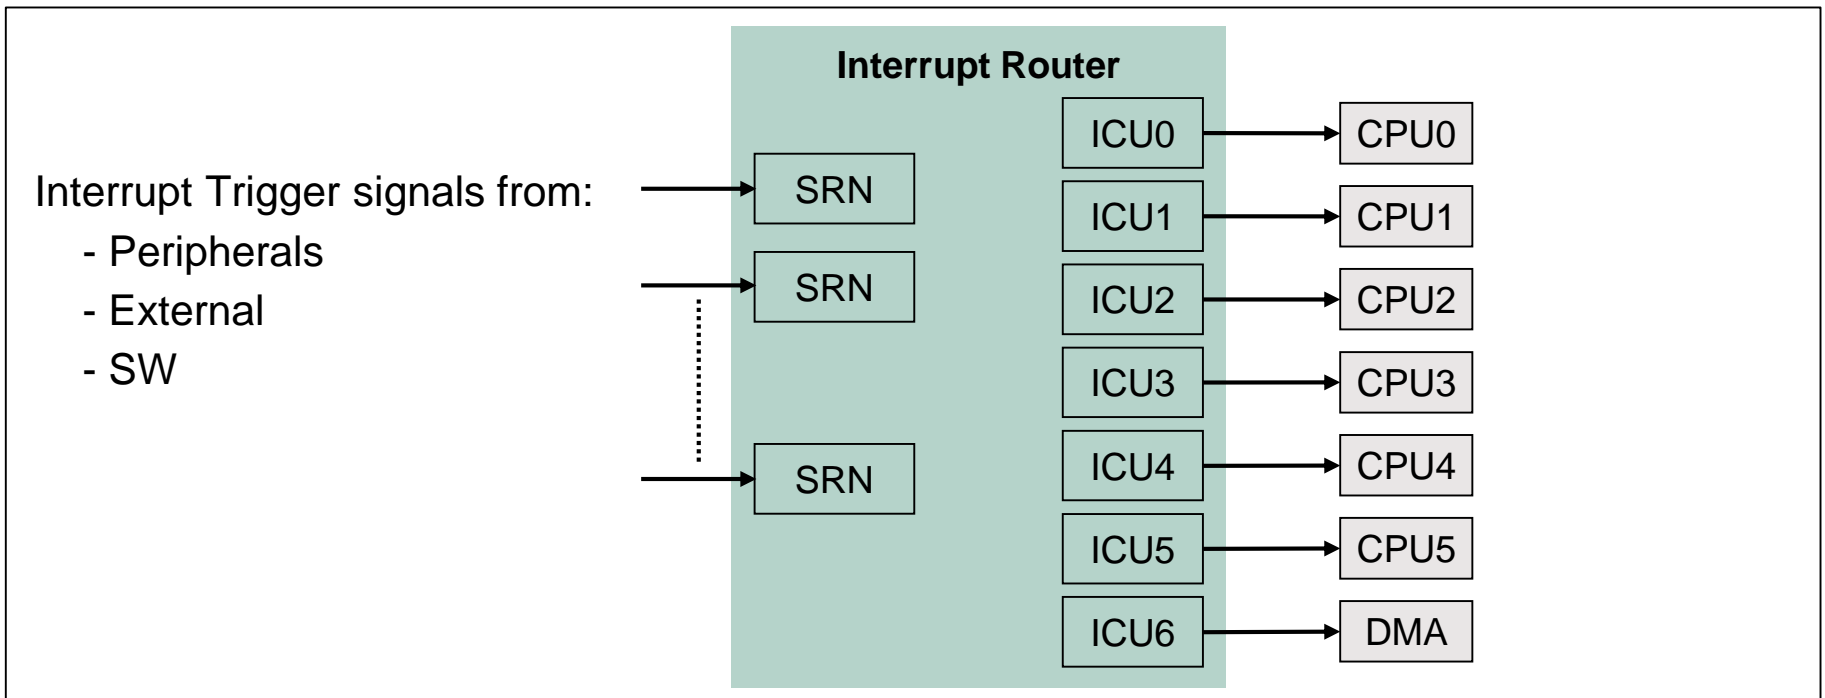 Interrupt Router
Interrupt Trigger signals from:
- Peripherals
- External
- SW
SRN
SRN
SRN
ICU0
CPU0
ICU1
CPU1
ICU2
CPU2
ICU3
CPU3
ICU4
CPU4
ICU5
CPU5
ICU6
DMA